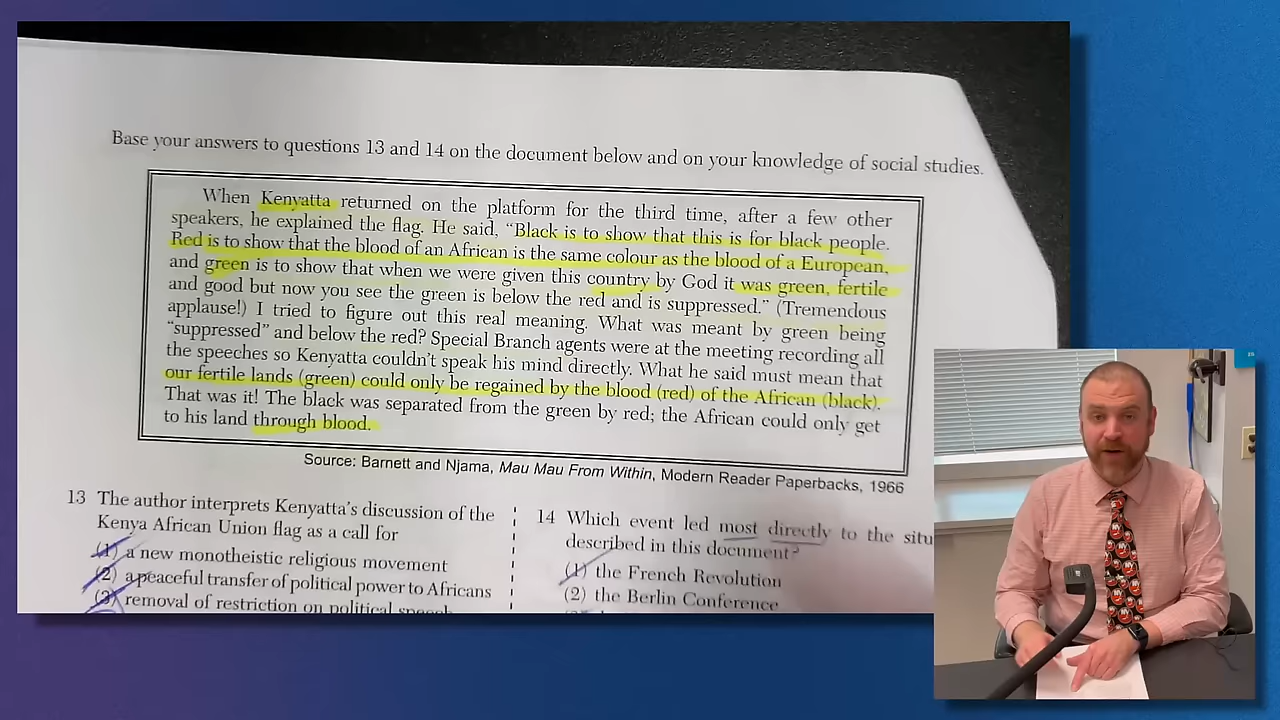 Base your answers to questions 13 and 14 on the document below and on your knowledge of social studies.
When Kenyatta returned on the platform for the third time, after a few other
speakers, he explained the flag. He said, “Black is to show that this is for black people.
Red is to show that the blood of an African is the same colour as the blood of a European,
and green is to show that when we were given this country by God it was green, fertile
and good but now you see the green is below the red and is suppressed.” (Tremendous
applause!) I tried to figure out this real meaning. What was meant by green being
“suppressed” and below the red? Special Branch agents were at the meeting recording all
the speeches so Kenyatta couldn’t speak his mind directly. What he said must mean that
our fertile lands (green) could only be regained by the blood (red) of the African (black).
That was it! The black was separated from the green by red; the African could only get
to his land through blood.
Source: Barnett and Njama, Mau Mau From Within, Modern Reader Paperbacks, 1966
13 The author interprets Kenyatta’s discussion of the
Kenya African Union flag as a call for
(1) a new monotheistic religious movement
(2) a peaceful transfer of political power to Africans
(3) removal of restriction on political speech
14 Which event led most directly to the situ
described in this document?
(1) the French Revolution
(2) the Berlin Conference